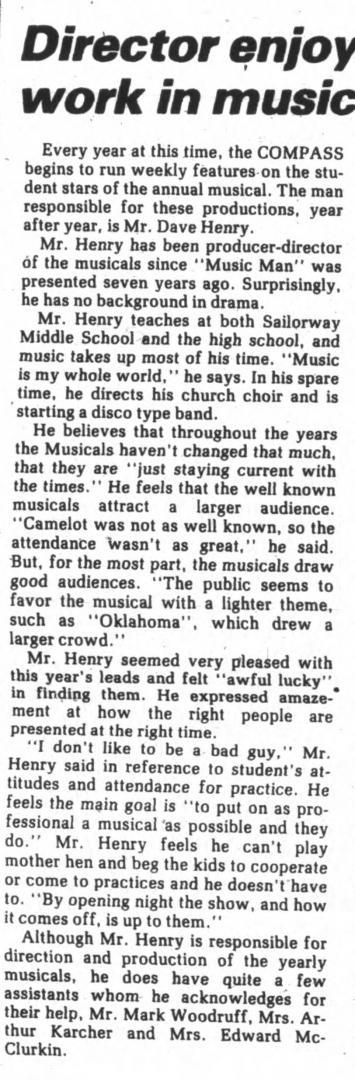 Director enjoy
work in music
Every year at this time, the COMPASS
begins to run weekly features on the stu-
dent stars of the annual musical. The man
responsible for these productions, year
after year, is Mr. Dave Henry.
Mr. Henry has been producer-director
of the musicals since "Music Man" was
presented seven years ago. Surprisingly,
he has no background in drama.
Mr. Henry teaches at both Sailorway
Middle School and the high school, and
music takes up most of his time. "Music
is my whole world," he says. In his spare
time, he directs his church choir and is
starting a disco type band.
He believes that throughout the years
the Musicals haven't changed that much,
that they are "just staying current with
the times." He feels that the well known
musicals attract a larger audience.
"Camelot was not as well known, so the
attendance wasn't as great," he said.
But, for the most part, the musicals draw
good audiences. "The public seems to
favor the musical with a lighter theme,
such as "Oklahoma", which drew a
larger crowd."
Mr. Henry seemed very pleased with
this year's leads and felt "awful lucky"
in finding them. He expressed amaze-
ment at how the right people are
presented at the right time.
"I don't like to be a bad guy," Mr.
Henry said in reference to student's at-
titudes and attendance for practice. He
feels the main goal is "to put on as pro-
fessional a musical as possible and they
do." Mr. Henry feels he can't play
mother hen and beg the kids to cooperate
or come to practices and he doesn't have
to. "By opening night the show, and how
it comes off, is up to them."
Although Mr. Henry is responsible for
direction and production of the yearly
musicals, he does have quite a few
assistants whom he acknowledges for
their help, Mr. Mark Woodruff, Mrs. Ar-
thur Karcher and Mrs. Edward Mc-
Clurkin.